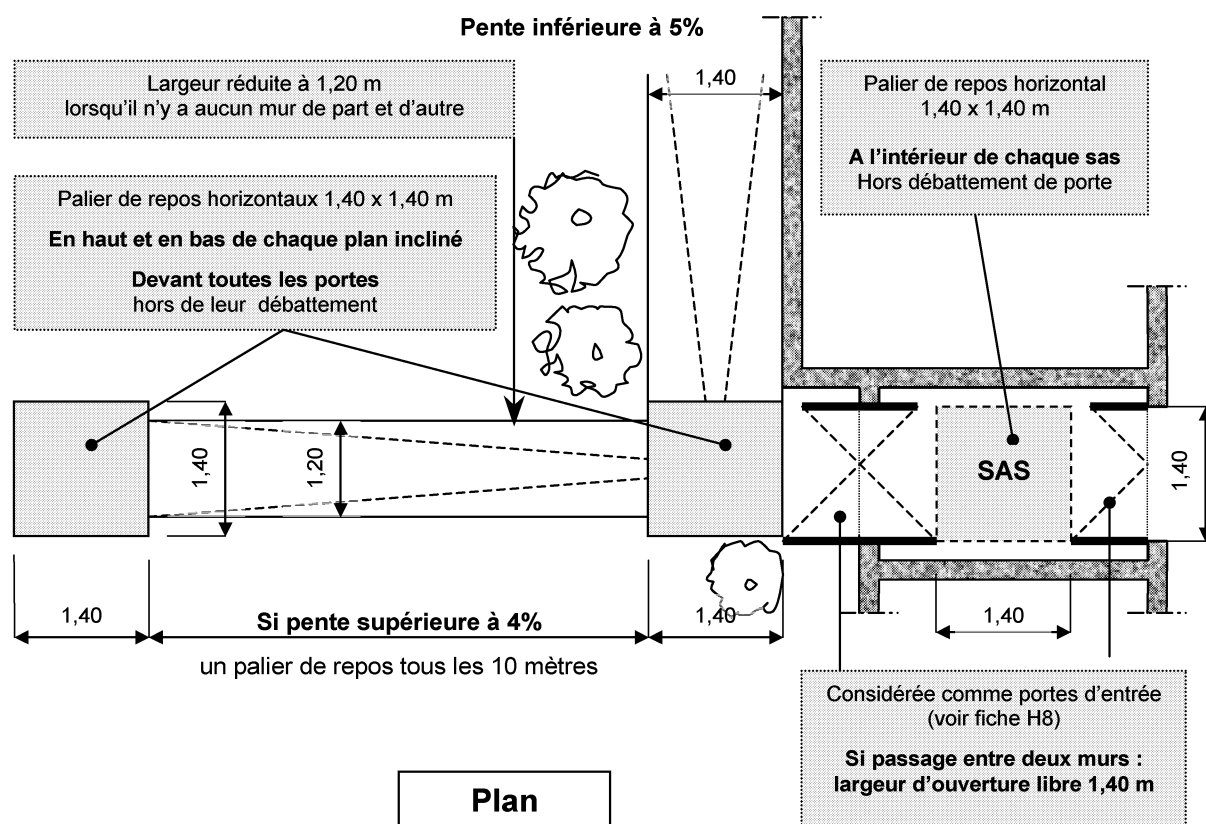 Pente inférieure à 5%
Largeur réduite à 1,20 m
lorsqu'il n'y a aucun mur de part et d'autre
1,40
Palier de repos horizontal
1,40 x 1,40 m
A l'intérieur de chaque sas
Hors débattement de porte
Palier de repos horizontaux 1,40 x 1,40 m
En haut et en bas de chaque plan incliné
Devant toutes les portes
hors de leur débattement
1,40
1,20
SAS
1,40
1,40
Si pente supérieure à 4%
1,40
1,40
un palier de repos tous les 10 mètres
Considérée comme portes d'entrée
(voir fiche H8)
Si passage entre deux murs :
largeur d'ouverture libre 1,40 m
Plan